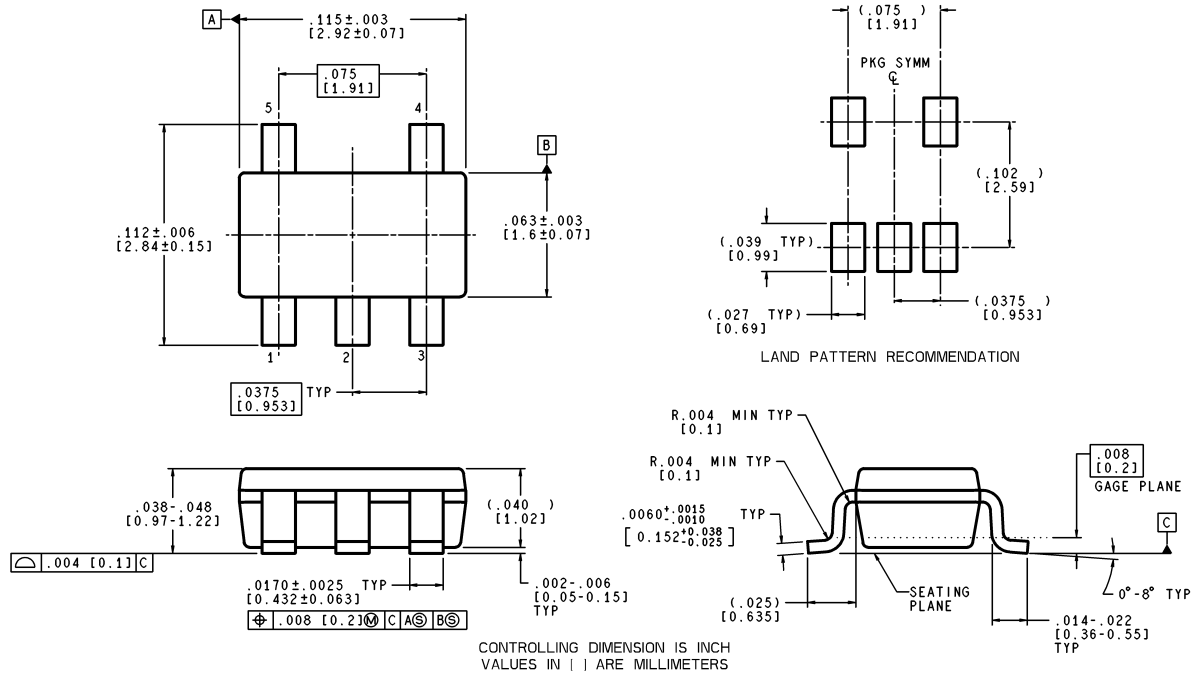 A
.115±.003
[2.92±0.07]
.075
[1.91]
5
4
B
.112±.006
[2.84±0.15]
.063±.003
[1.6±0.07]
1
2
3
.0375 TYP
[0.953]
(.075 )
[1.91]
PKG SYMM
℄
(.102 )
[2.59]
(.039 TYP)
[0.99]
(.027 TYP)
[0.69]
(.0375 )
[0.953]
LAND PATTERN RECOMMENDATION
.038-.048
[0.97-1.22]
(.040 )
[1.02]
⌓ .004 [0.1] C
.0170±.0025 TYP
[0.432±0.063]
⌖ .008 [0.2]Ⓜ C AⓈ BⓈ
.002-.006
[0.05-0.15]
TYP
R.004 MIN TYP
[0.1]
R.004 MIN TYP
[0.1]
.0060+.0015 -.0010 TYP
[0.152+0.038 -0.025]
.008
[0.2]
GAGE PLANE
C
SEATING
PLANE
0°-8° TYP
(.025)
[0.635]
.014-.022
[0.36-0.55]
TYP
CONTROLLING DIMENSION IS INCH
VALUES IN [ ] ARE MILLIMETERS